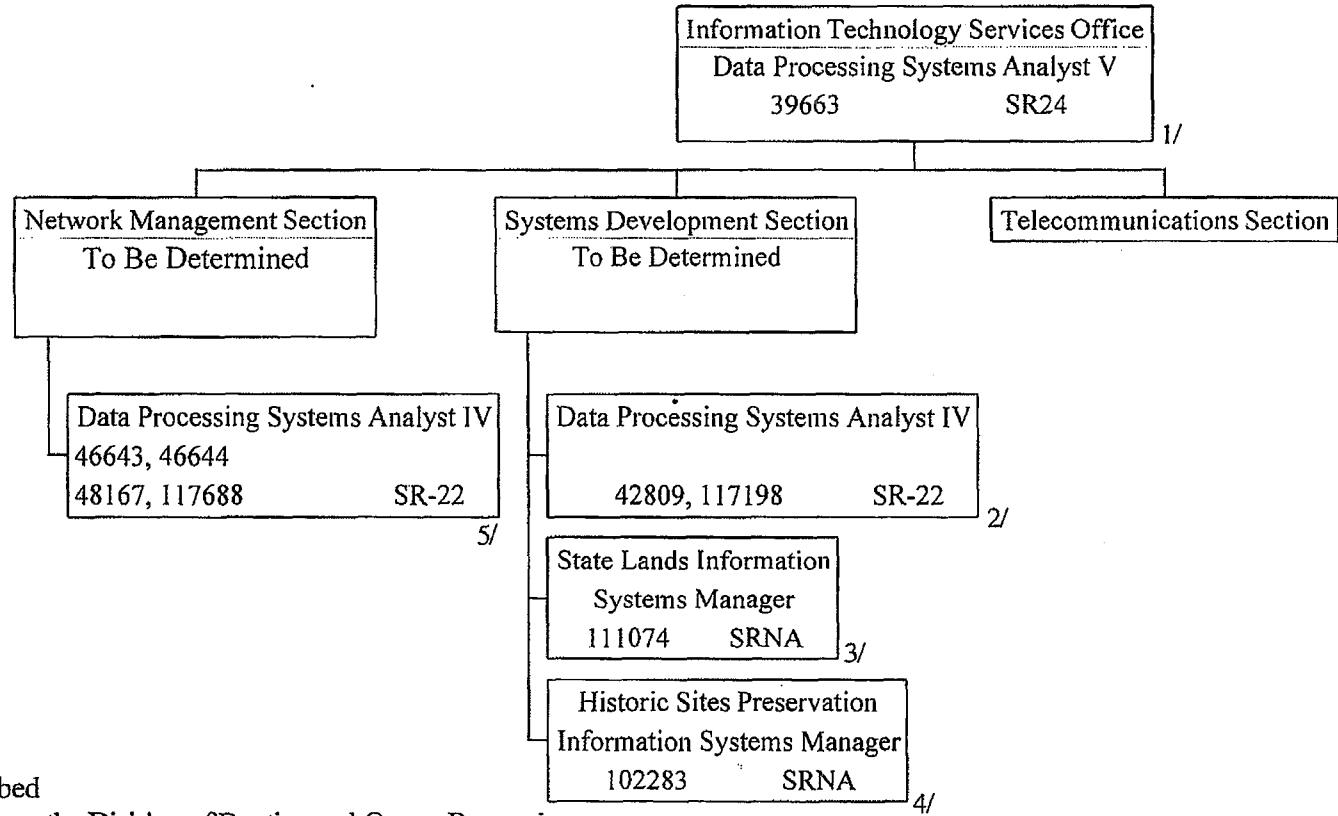 Information Technology Services Office
Data Processing Systems Analyst V
39663 SR24
1/
Network Management Section
To Be Determined
Systems Development Section
To Be Determined
Telecommunications Section
Data Processing Systems Analyst IV
46643, 46644
48167, 117688 SR-22
5/
Data Processing Systems Analyst IV
42809, 117198 SR-22
2/
State Lands Information
Systems Manager
111074 SRNA
3/
Historic Sites Preservation
Information Systems Manager
102283 SRNA
4/
bed